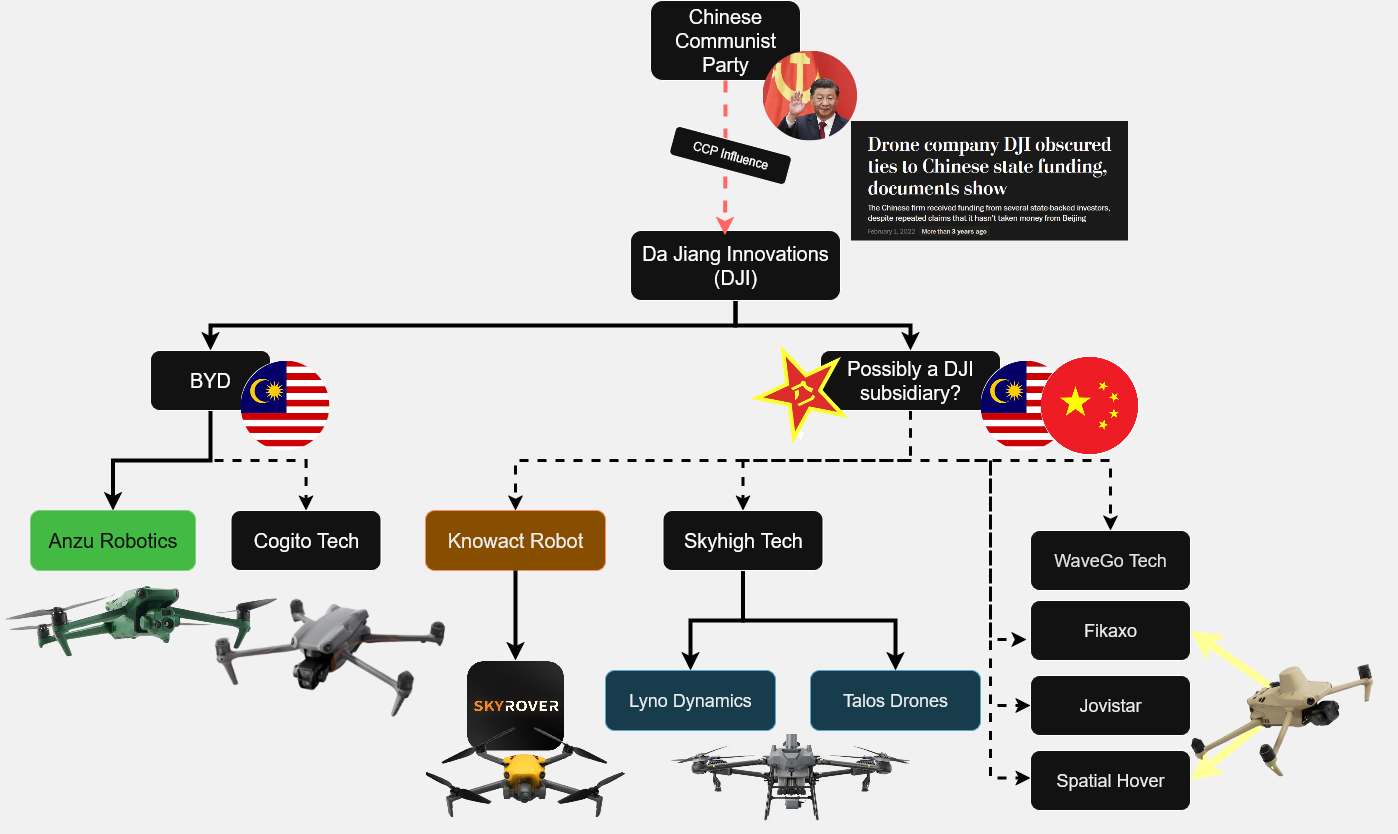 Chinese
Communist
Party
CCP Influence
Drone company DJI obscured
ties to Chinese state funding,
documents show
The Chinese firm received funding from several state-backed investors,
despite repeated claims that it hasn't taken money from Beijing
February 1, 2022 More than 3 years ago
Da Jiang Innovations
(DJI)
BYD
Possibly a DJI
subsidiary?
Anzu Robotics
Cogito Tech
Knowact Robot
Skyhigh Tech
WaveGo Tech
Fikaxo
SKYROVER
Lyno Dynamics
Talos Drones
Jovistar
Spatial Hover